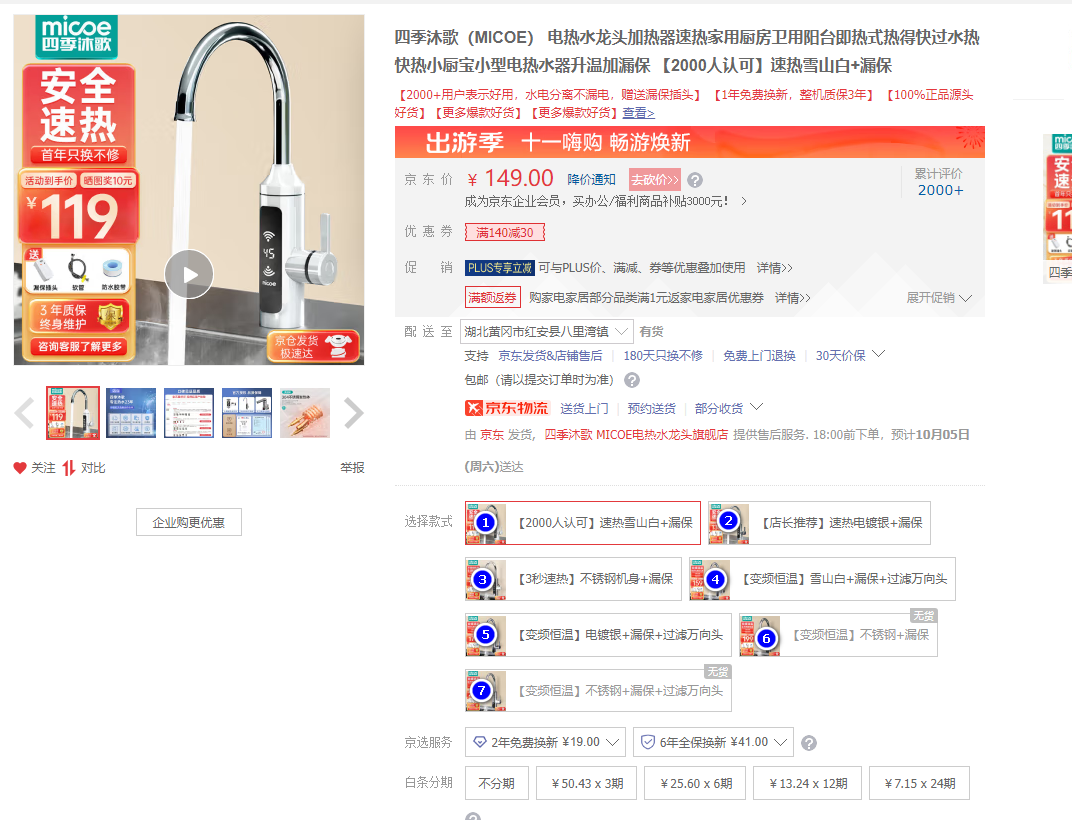 micoe
四季沐歌
安全
速热
首年只换不修
活动到手价 晒图奖10元
¥119
送
漏保插头 软管 防水胶带
3年质保
终身维护
咨询客服了解更多
45
micoe
京仓发货
极速达
关注 对比 举报
企业购更优惠
四季沐歌（MICOE） 电热水龙头加热器速热家用厨房卫用阳台即热式热得快过水热
快热小厨宝小型电热水器升温加漏保 【2000人认可】速热雪山白+漏保
【2000+用户表示好用，水电分离不漏电，赠送漏保插头】【1年免费换新，整机质保3年】【100%正品源头
好货】【更多爆款好货】【更多爆款好货】查看>
出游季 十一嗨购 畅游焕新
京东价 ¥ 149.00 降价通知 去砍价>> ?
累计评价
2000+
成为京东企业会员，买办公/福利商品补贴3000元！ >
优惠券 满140减30
促销 PLUS专享立减 可与PLUS价、满减、券等优惠叠加使用 详情>>
满额返券 购家电家居部分品类满1元返家电家居优惠券 详情>> 展开促销
配送至 湖北黄冈市红安县八里湾镇 有货
支持 京东发货&店铺售后 180天只换不修 免费上门退换 30天价保
包邮（请以提交订单时为准） ?
京东物流 送货上门 预约送货 部分收货
由 京东 发货，四季沐歌 MICOE电热水龙头旗舰店 提供售后服务. 18:00前下单，预计10月05日
(周六)送达
选择款式 1 【2000人认可】速热雪山白+漏保 2 【店长推荐】速热电镀银+漏保
3 【3秒速热】不锈钢机身+漏保 4 【变频恒温】雪山白+漏保+过滤万向头
5 【变频恒温】电镀银+漏保+过滤万向头 6 【变频恒温】不锈钢+漏保 无货
7 【变频恒温】不锈钢+漏保+过滤万向头 无货
京选服务 2年免费换新 ¥19.00 6年全保换新 ¥41.00 ?
白条分期 不分期 ¥50.43 x 3期 ¥25.60 x 6期 ¥13.24 x 12期 ¥7.15 x 24期